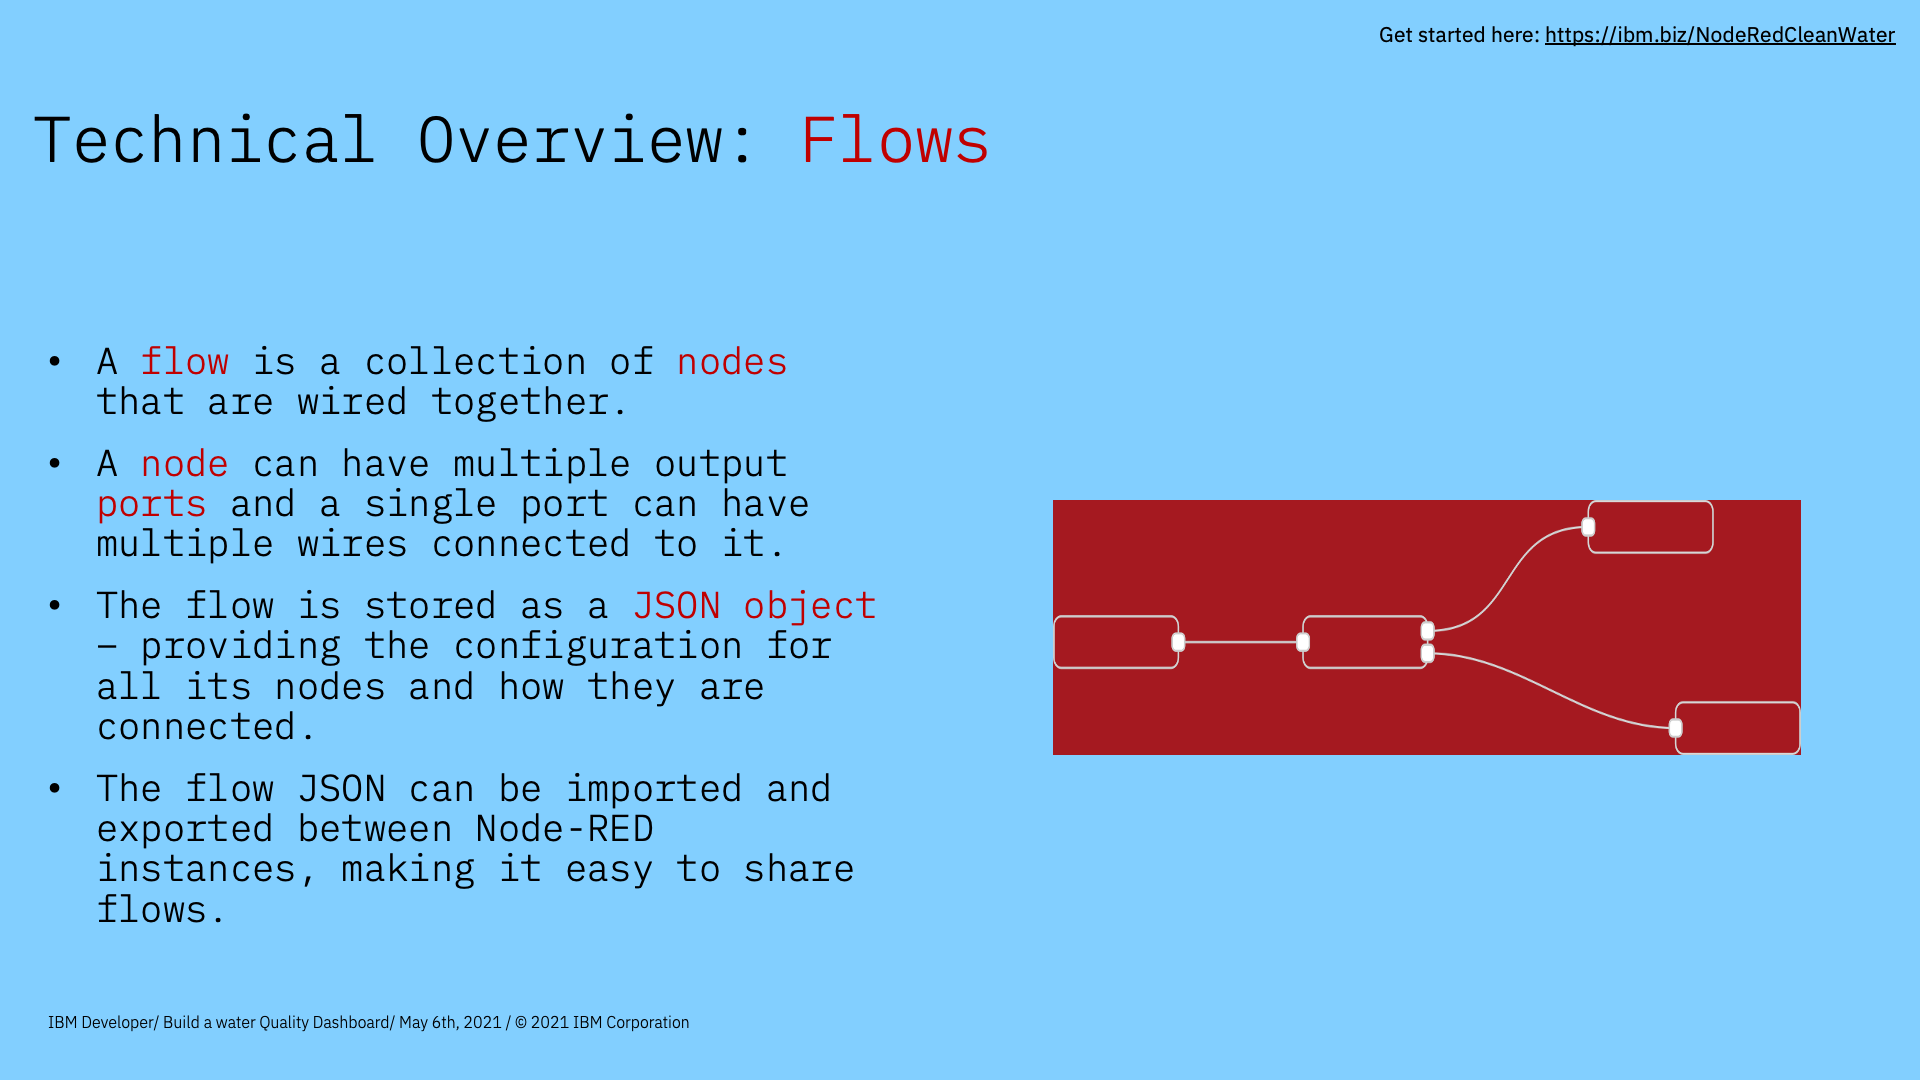 Get started here: https://ibm.biz/NodeRedCleanWater
Technical Overview: Flows
• A flow is a collection of nodes
that are wired together.
• A node can have multiple output
ports and a single port can have
multiple wires connected to it.
• The flow is stored as a JSON object
– providing the configuration for
all its nodes and how they are
connected.
• The flow JSON can be imported and
exported between Node-RED
instances, making it easy to share
flows.
IBM Developer/ Build a water Quality Dashboard/ May 6th, 2021 / © 2021 IBM Corporation